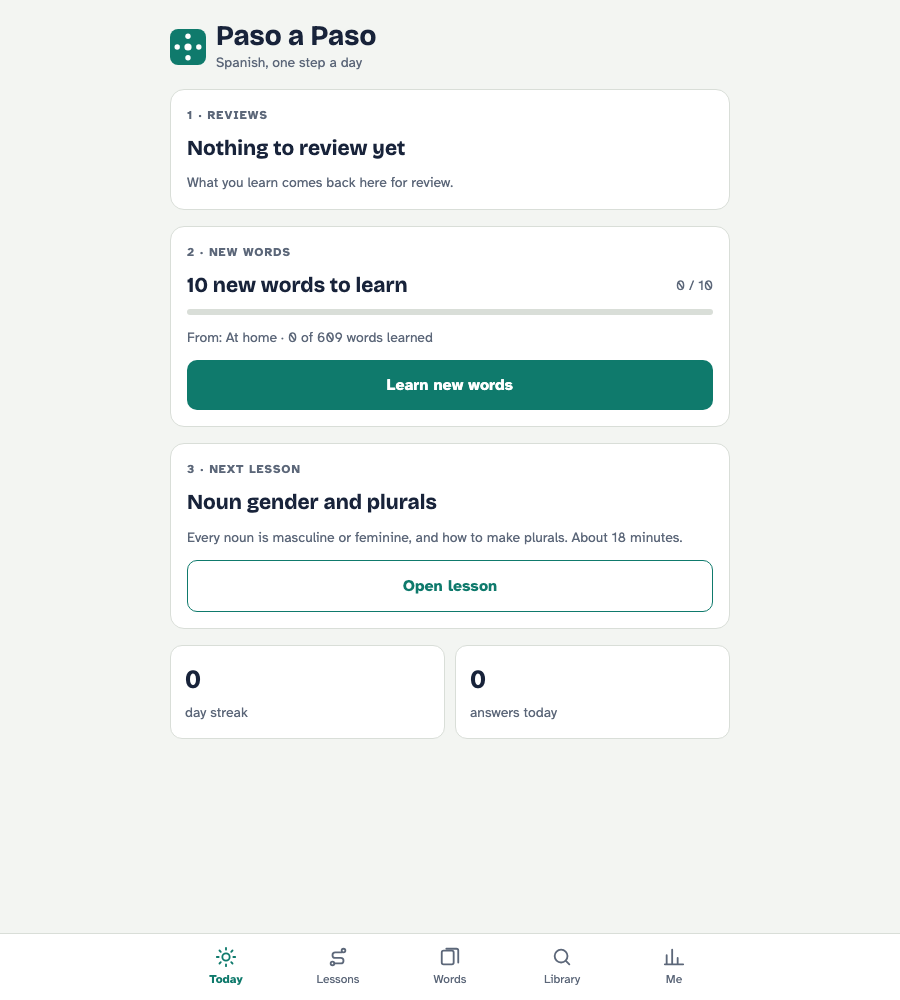 Paso a Paso
Spanish, one step a day
1 · REVIEWS
Nothing to review yet
What you learn comes back here for review.
2 · NEW WORDS
10 new words to learn
0 / 10
From: At home · 0 of 609 words learned
Learn new words
3 · NEXT LESSON
Noun gender and plurals
Every noun is masculine or feminine, and how to make plurals. About 18 minutes.
Open lesson
0
day streak
0
answers today
Today
Lessons
Words
Library
Me